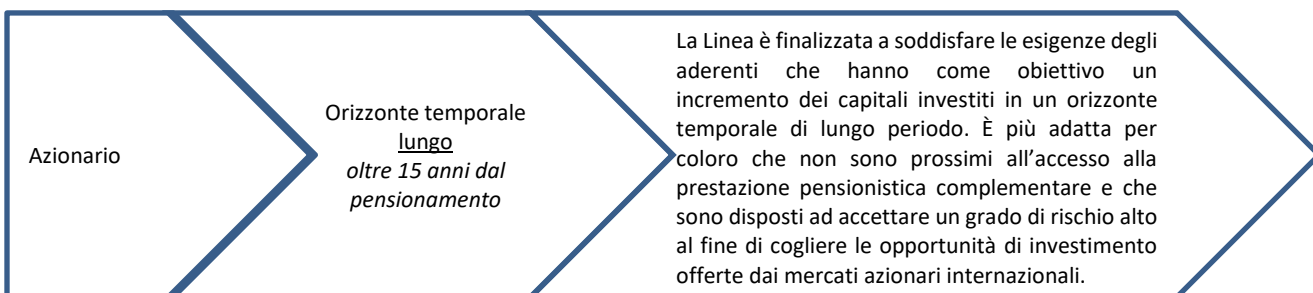 Azionario
Orizzonte temporale
lungo
oltre 15 anni dal
pensionamento
La Linea è finalizzata a soddisfare le esigenze degli
aderenti che hanno come obiettivo un
incremento dei capitali investiti in un orizzonte
temporale di lungo periodo. È più adatta per
coloro che non sono prossimi all’accesso alla
prestazione pensionistica complementare e che
sono disposti ad accettare un grado di rischio alto
al fine di cogliere le opportunità di investimento
offerte dai mercati azionari internazionali.